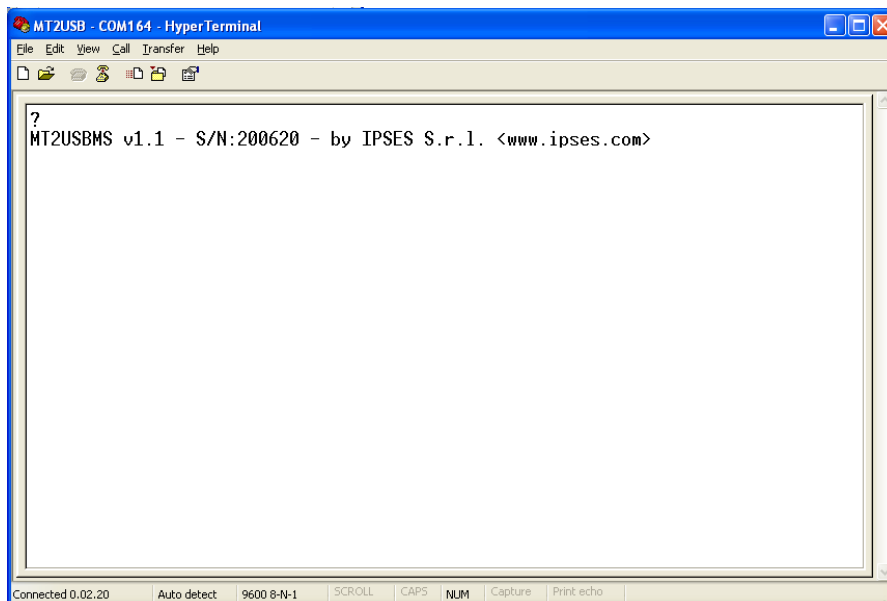 MT2USB - COM164 - HyperTerminal
File Edit View Call Transfer Help
?
MT2USBMS v1.1 - S/N:200620 - by IPSES S.r.l. <www.ipses.com>
Connected 0.02.20 Auto detect 9600 8-N-1 SCROLL CAPS NUM Capture Print echo